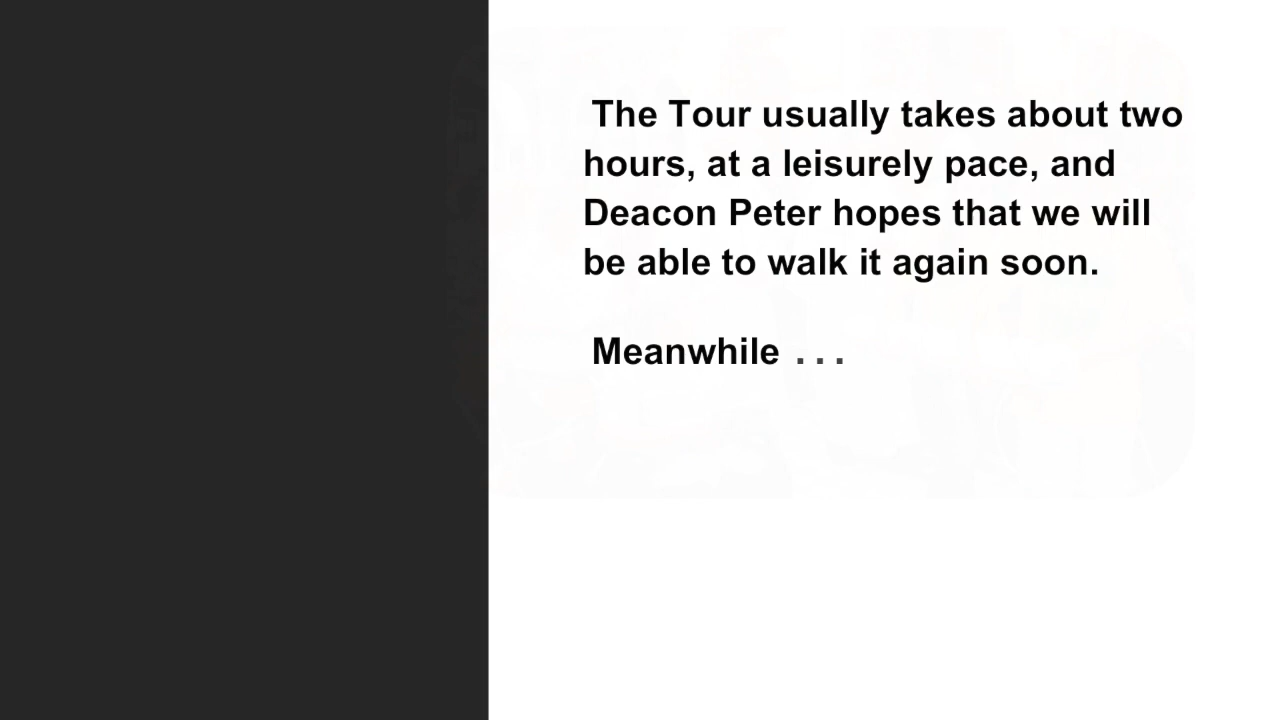 The Tour usually takes about two
hours, at a leisurely pace, and
Deacon Peter hopes that we will
be able to walk it again soon.
Meanwhile . . .